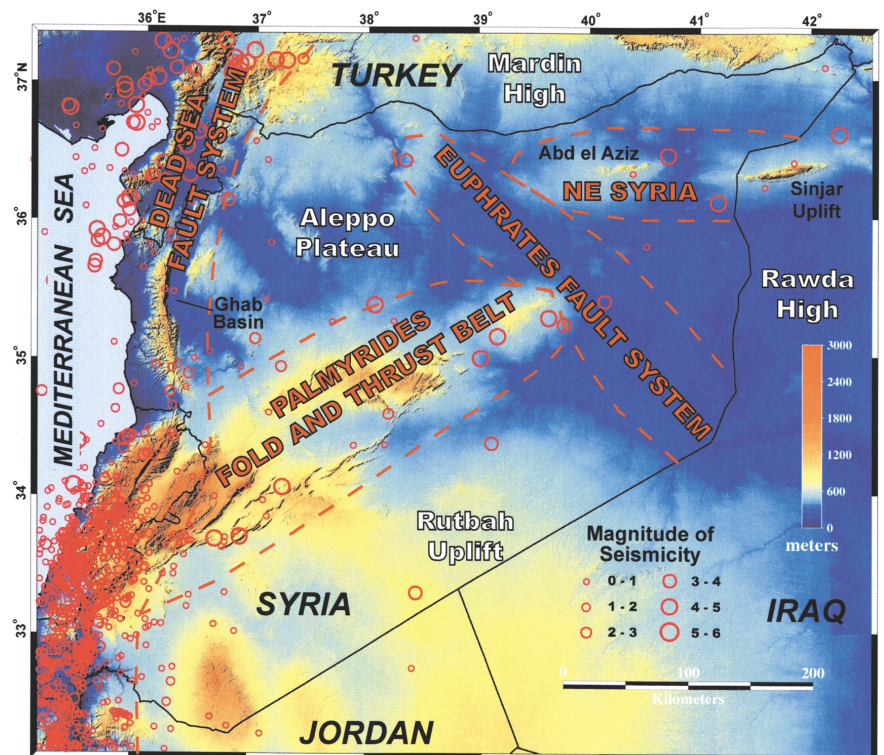 36°E
37°
38°
39°
40°
41°
42°
37°N
36°
35°
34°
33°
TURKEY
Mardin
High
DEAD SEA
FAULT SYSTEM
MEDITERRANEAN SEA
Aleppo
Plateau
EUPHRATES FAULT SYSTEM
Abd el Aziz
NE SYRIA
Sinjar
Uplift
Ghab
Basin
Rawda
High
PALMYRIDES
FOLD AND THRUST BELT
3000
2400
1800
1200
600
0
meters
Rutbah
Uplift
Magnitude of
Seismicity
0 - 1
3 - 4
1 - 2
4 - 5
2 - 3
5 - 6
SYRIA
IRAQ
0
100
200
Kilometers
JORDAN